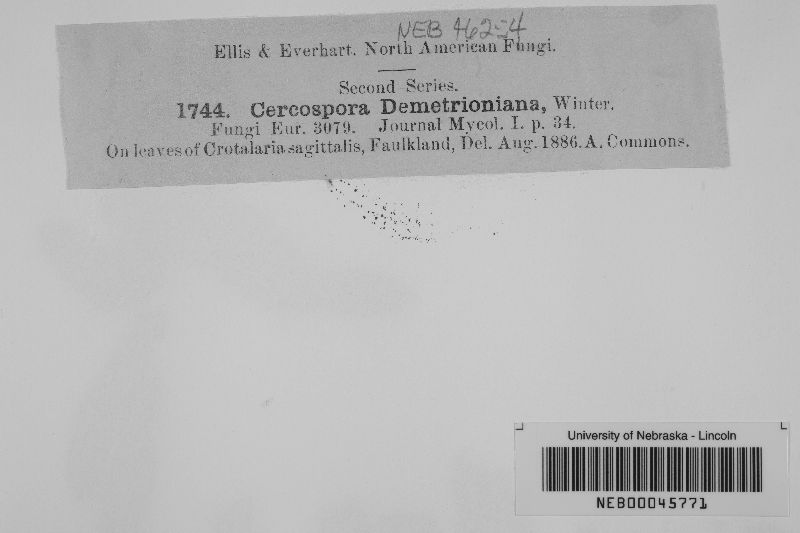 NEB 46254
Ellis & Everhart. North American Fungi.
Second Series.
1744. Cercospora Demetrioniana, Winter.
Fungi Eur. 3079. Journal Mycol. I. p. 34.
On leaves of Crotalaria sagittalis, Faulkland, Del. Aug. 1886. A. Commons.
University of Nebraska - Lincoln
NEB00045771